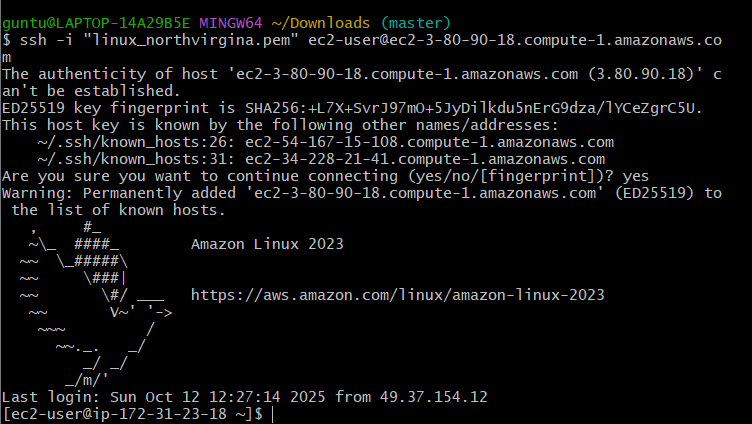 guntu@LAPTOP-14A29B5E MINGW64 ~/Downloads (master)
$ ssh -i "linux_northvirgina.pem" ec2-user@ec2-3-80-90-18.compute-1.amazonaws.co
m
The authenticity of host 'ec2-3-80-90-18.compute-1.amazonaws.com (3.80.90.18)' c
an't be established.
ED25519 key fingerprint is SHA256:+L7X+SvrJ97mO+5JyDilkdu5nErG9dza/lYCeZgrC5U.
This host key is known by the following other names/addresses:
    ~/.ssh/known_hosts:26: ec2-54-167-15-108.compute-1.amazonaws.com
    ~/.ssh/known_hosts:31: ec2-34-228-21-41.compute-1.amazonaws.com
Are you sure you want to continue connecting (yes/no/[fingerprint])? yes
Warning: Permanently added 'ec2-3-80-90-18.compute-1.amazonaws.com' (ED25519) to
 the list of known hosts.
   ,     #_
   ~\_  ####_        Amazon Linux 2023
  ~~  \_#####\
  ~~     \###|
  ~~       \#/ ___   https://aws.amazon.com/linux/amazon-linux-2023
   ~~       V~' '->
    ~~~         /
      ~~._.   _/
         _/ _/
       _/m/'
Last login: Sun Oct 12 12:27:14 2025 from 49.37.154.12
[ec2-user@ip-172-31-23-18 ~]$